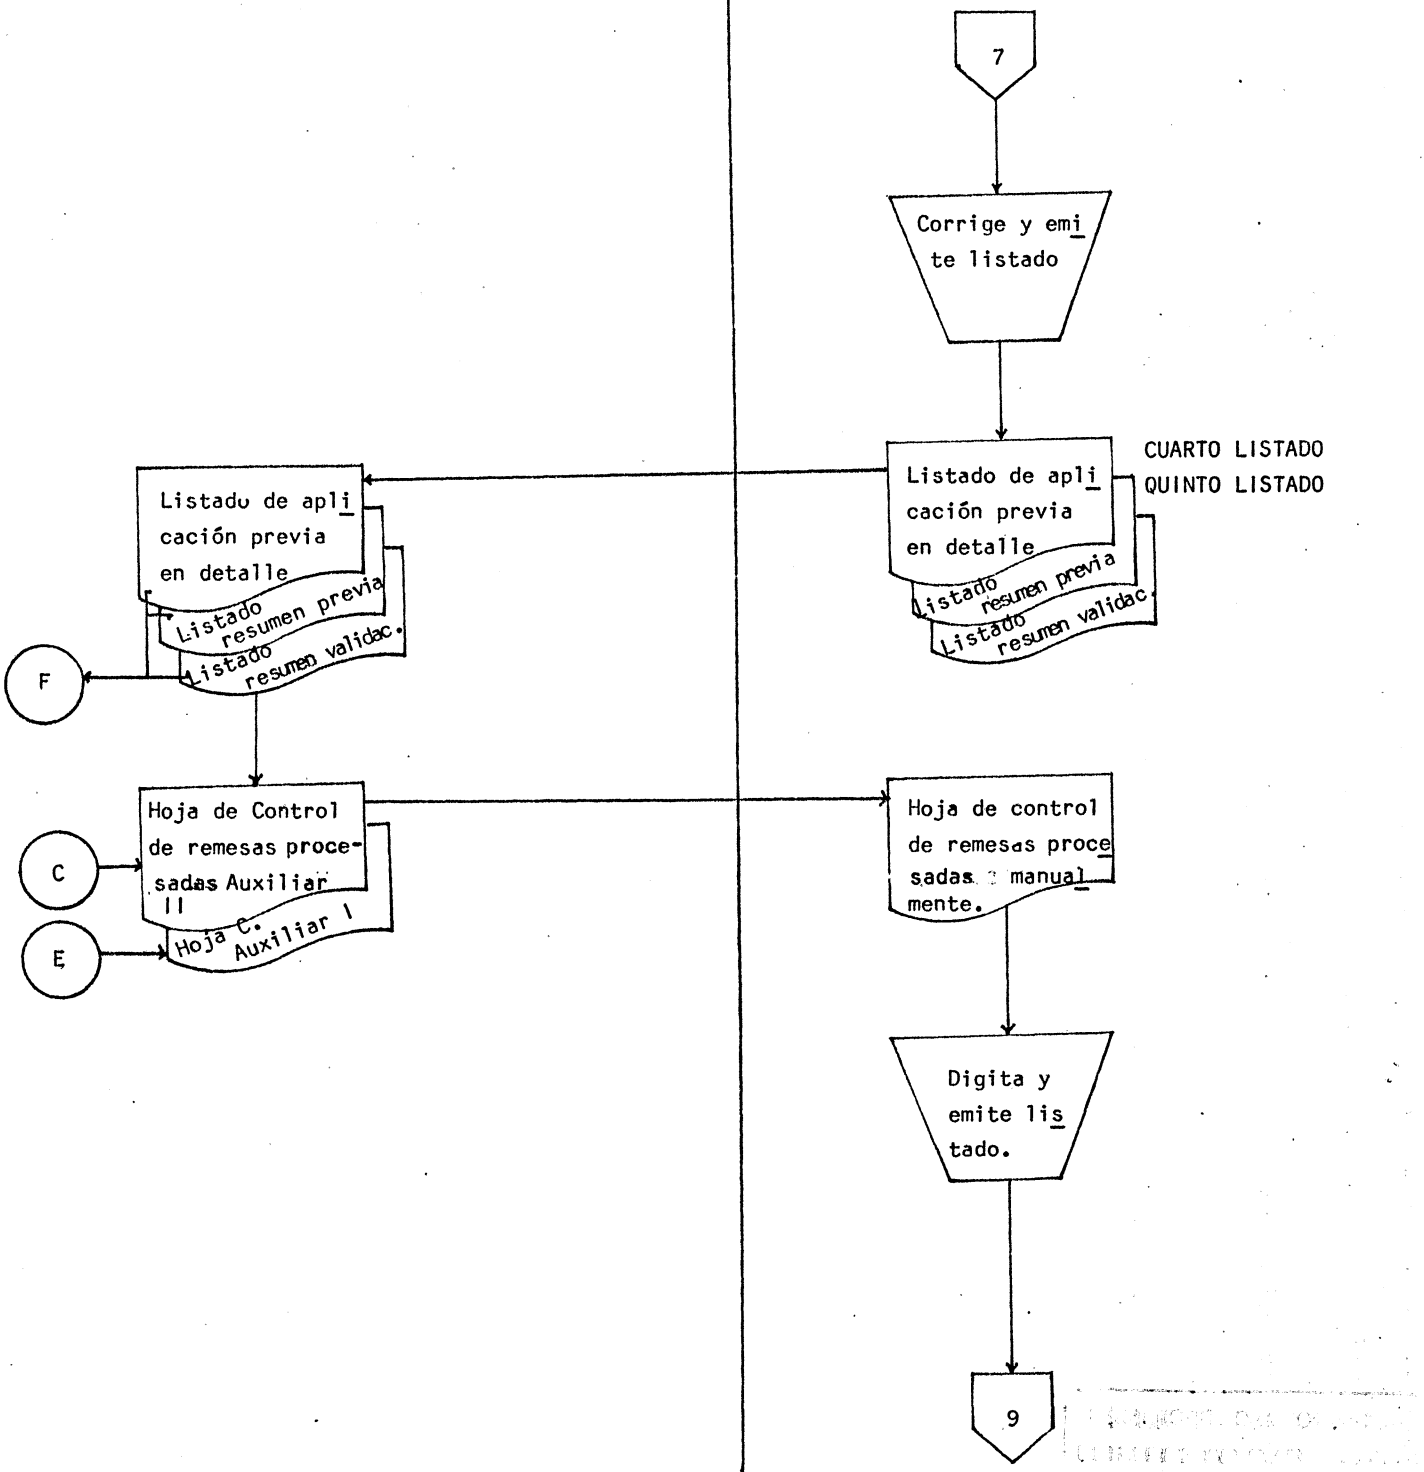 7
Corrige y emi
te listado
CUARTO LISTADO
QUINTO LISTADO
Listado de apli
cación previa
en detalle
Listado
resumen previa
Listado
resumen validac.
Listado de apli
cación previa
en detalle
Listado
resumen previa
Listado
resumen validac.
F
Hoja de Control
de remesas proce-
sadas Auxiliar
II
Hoja C.
Auxiliar I
C
E
Hoja de control
de remesas proce
sadas manual
mente.
Digita y
emite lis
tado.
9